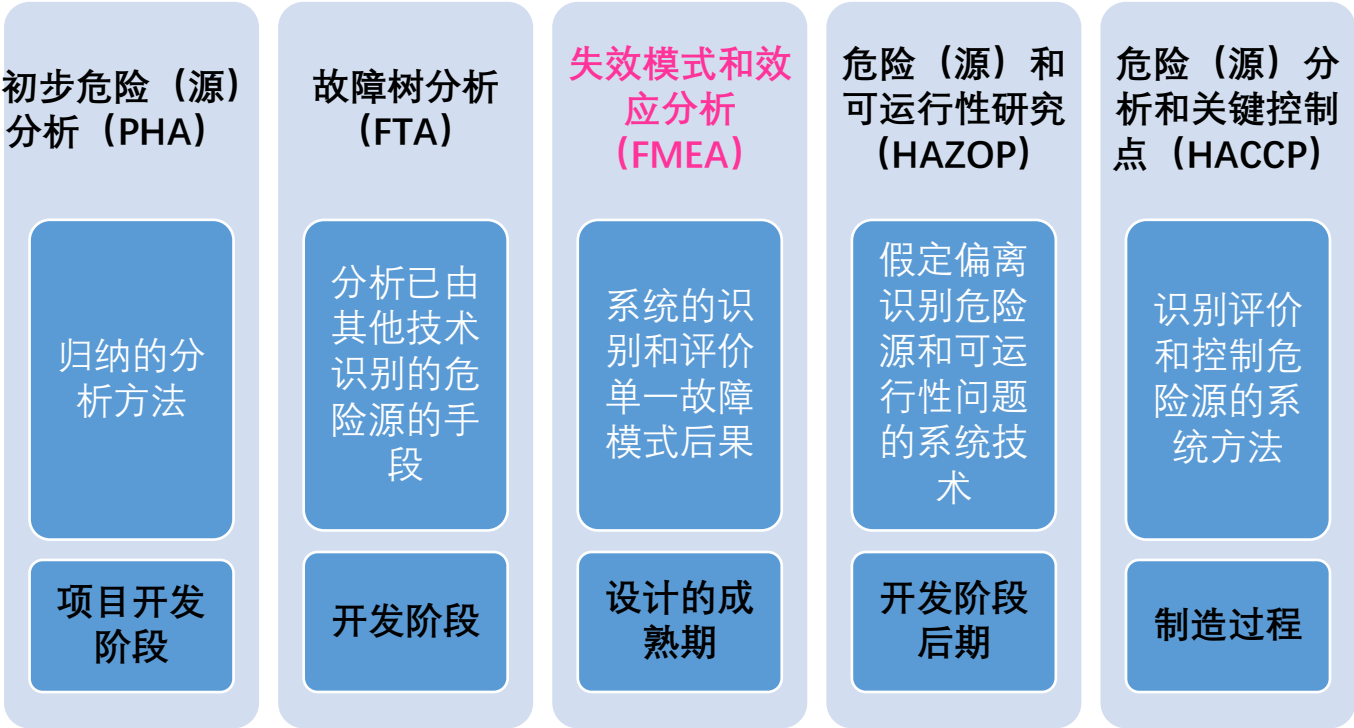 初步危险（源）
分析（PHA）
归纳的分
析方法
项目开发
阶段
故障树分析
（FTA）
分析已由
其他技术
识别的危
险源的手
段
开发阶段
失效模式和效
应分析
（FMEA）
系统的识
别和评价
单一故障
模式后果
设计的成
熟期
危险（源）和
可运行性研究
（HAZOP）
假定偏离
识别危险
源和可运
行性问题
的系统技
术
开发阶段
后期
危险（源）分
析和关键控制
点（HACCP）
识别评价
和控制危
险源的系
统方法
制造过程